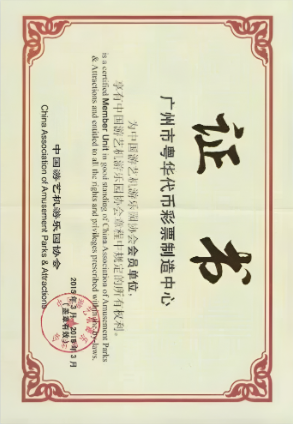 证书
广州市粤华代币彩票制造中心
为中国游艺机游乐园协会会员单位，
享有中国游艺机游乐园协会章程中规定的所有权利。
is a certified Member Unit in good standing of China Association of Amusement Parks
& Attractions and entitled to all the rights and privileges prescribed
中国游艺机游乐园协会
China Association of Amusement Parks & Attractions